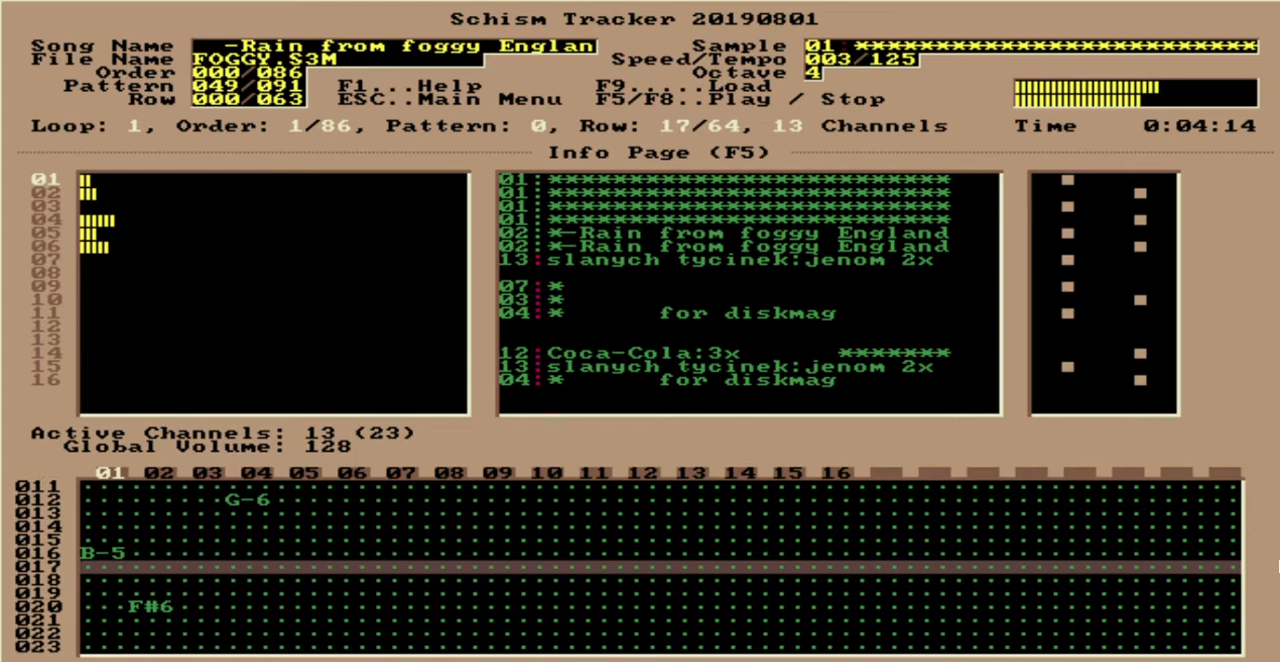 Schism Tracker 20190801
Song Name -Rain from foggy Englan Sample 01:*************************
File Name FOGGY.S3M Speed/Tempo 003/125
Order 000/086 Octave 4
Pattern 049/091 F1...Help F9.....Load
Row 000/063 ESC..Main Menu F5/F8..Play / Stop
Loop: 1, Order: 1/86, Pattern: 0, Row: 17/64, 13 Channels Time 0:04:14
Info Page (F5)
01 01:*************************
02 01:*************************
03 01:*************************
04 01:*************************
05 02:*-Rain from foggy England
06 02:*-Rain from foggy England
07 13:slanych tycinek:jenom 2x
08
09 07:*
10 03:*
11 04:* for diskmag
12
13
14 12:Coca-Cola:3x *******
15 13:slanych tycinek:jenom 2x
16 04:* for diskmag
Active Channels: 13 (23)
Global Volume: 128
01 02 03 04 05 06 07 08 09 10 11 12 13 14 15 16
011
012 G-6
013
014
015
016 B-5
017
018
019
020 F#6
021
022
023